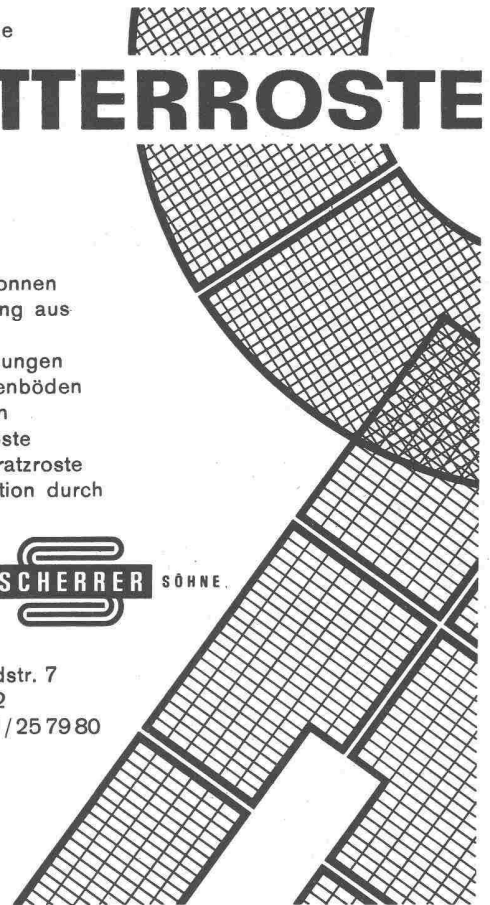 e
TTERROSTE
onnen
ng aus
ungen
enböden
n
ste
ratzroste
tion durch
SCHERRER SÖHNE.
dstr. 7
2
/ 25 79 80